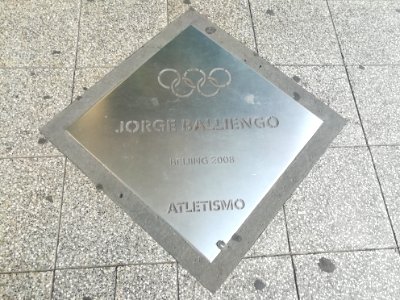 JORGE BALLIENGO
BEIJING 2008
ATLETISMO